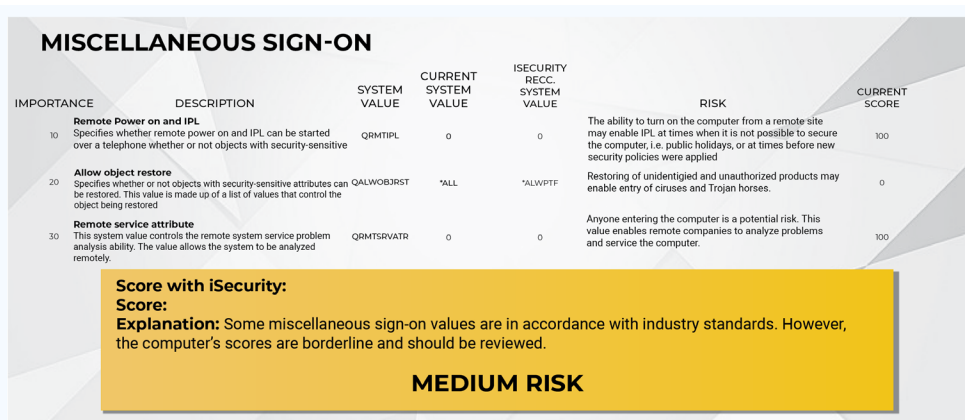 MISCELLANEOUS SIGN-ON
IMPORTANCE
DESCRIPTION
SYSTEM
VALUE
CURRENT
SYSTEM
VALUE
ISECURITY
RECC.
SYSTEM
VALUE
RISK
CURRENT
SCORE
10
Remote Power on and IPL
Specifies whether remote power on and IPL can be started
over a telephone whether or not objects with security-sensitive
QRMTIPL
0
0
The ability to turn on the computer from a remote site
may enable IPL at times when it is not possible to secure
the computer, i.e. public holidays, or at times before new
security policies were applied
100
20
Allow object restore
Specifies whether or not objects with security-sensitive attributes can
be restored. This value is made up of a list of values that control the
object being restored
QALWOBJRST
*ALL
*ALWPTF
Restoring of unidentigied and unauthorized products may
enable entry of ciruses and Trojan horses.
0
30
Remote service attribute
This system value controls the remote system service problem
analysis ability. The value allows the system to be analyzed
remotely.
QRMTSRVATR
0
0
Anyone entering the computer is a potential risk. This
value enables remote companies to analyze problems
and service the computer.
100
Score with iSecurity:
Score:
Explanation: Some miscellaneous sign-on values are in accordance with industry standards. However,
the computer's scores are borderline and should be reviewed.
MEDIUM RISK